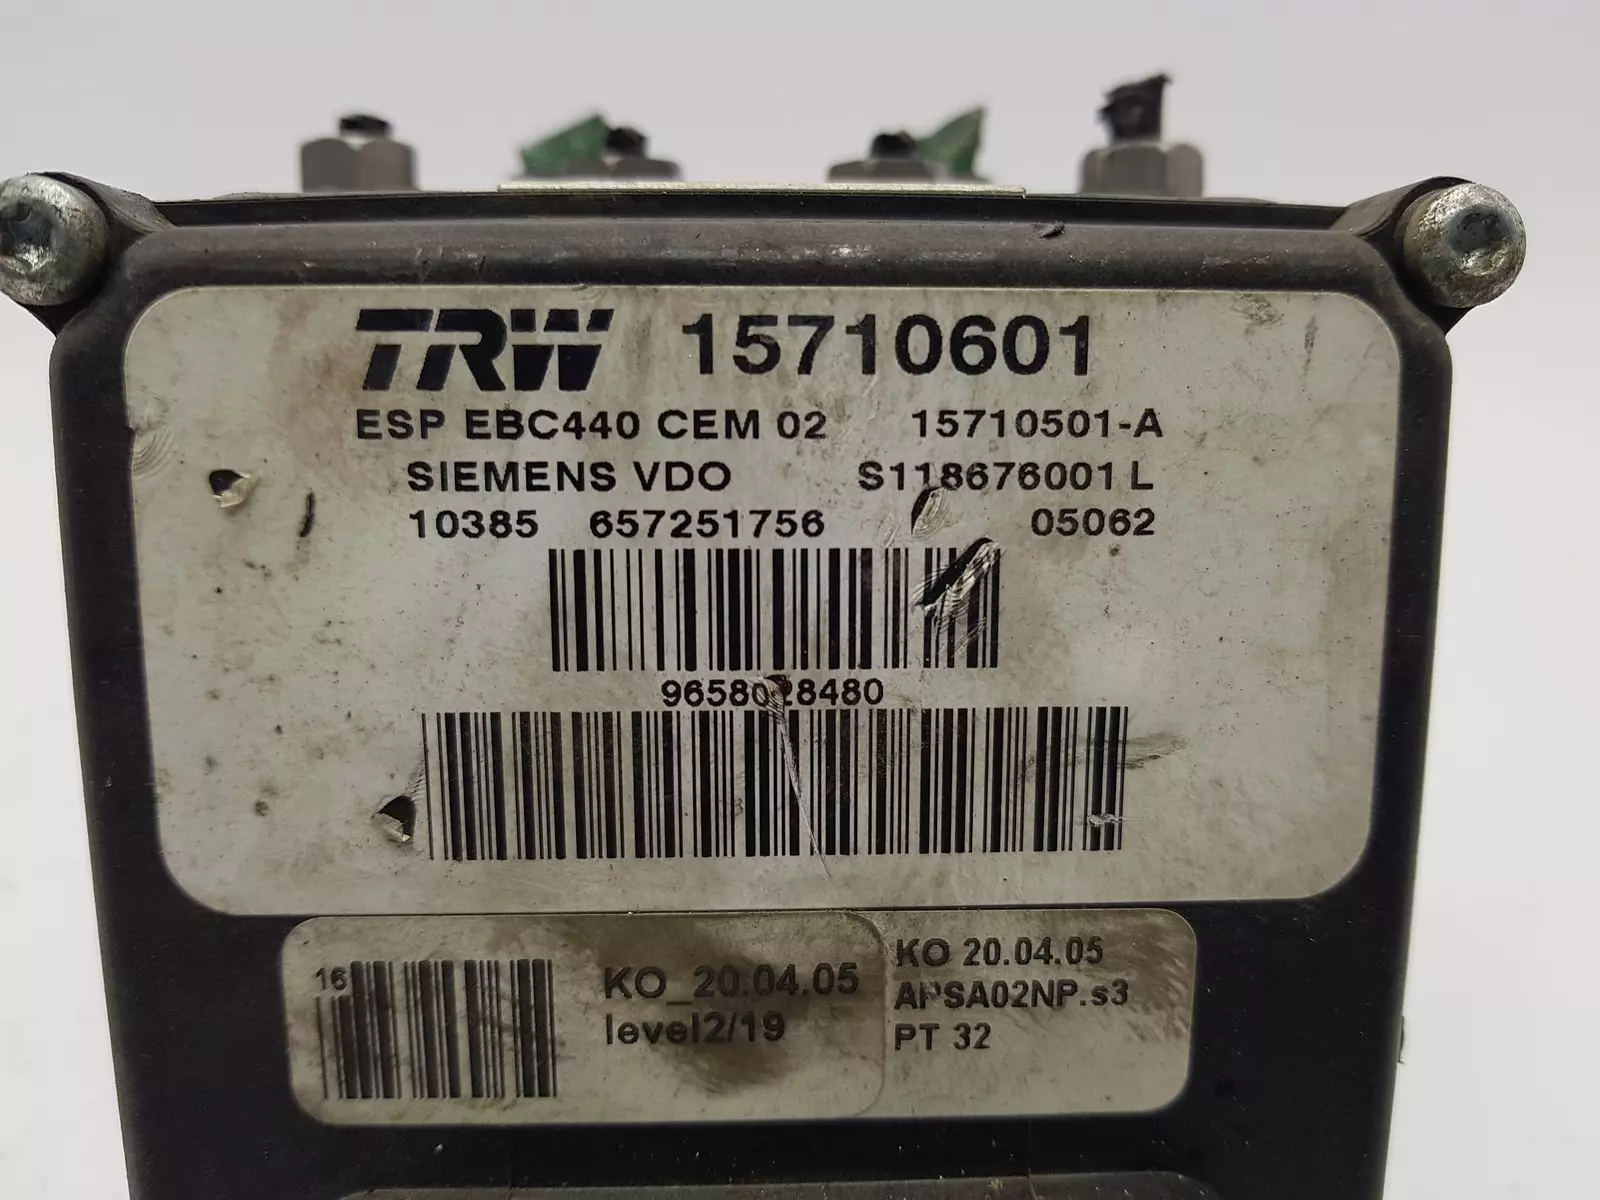 TRW 15710601
ESP EBC440 CEM 02 15710501-A
SIEMENS VDO S118676001 L
10385 657251756 05062
9658028480
16
KO_20.04.05
level2/19
KO 20.04.05
APSA02NP.s3
PT 32